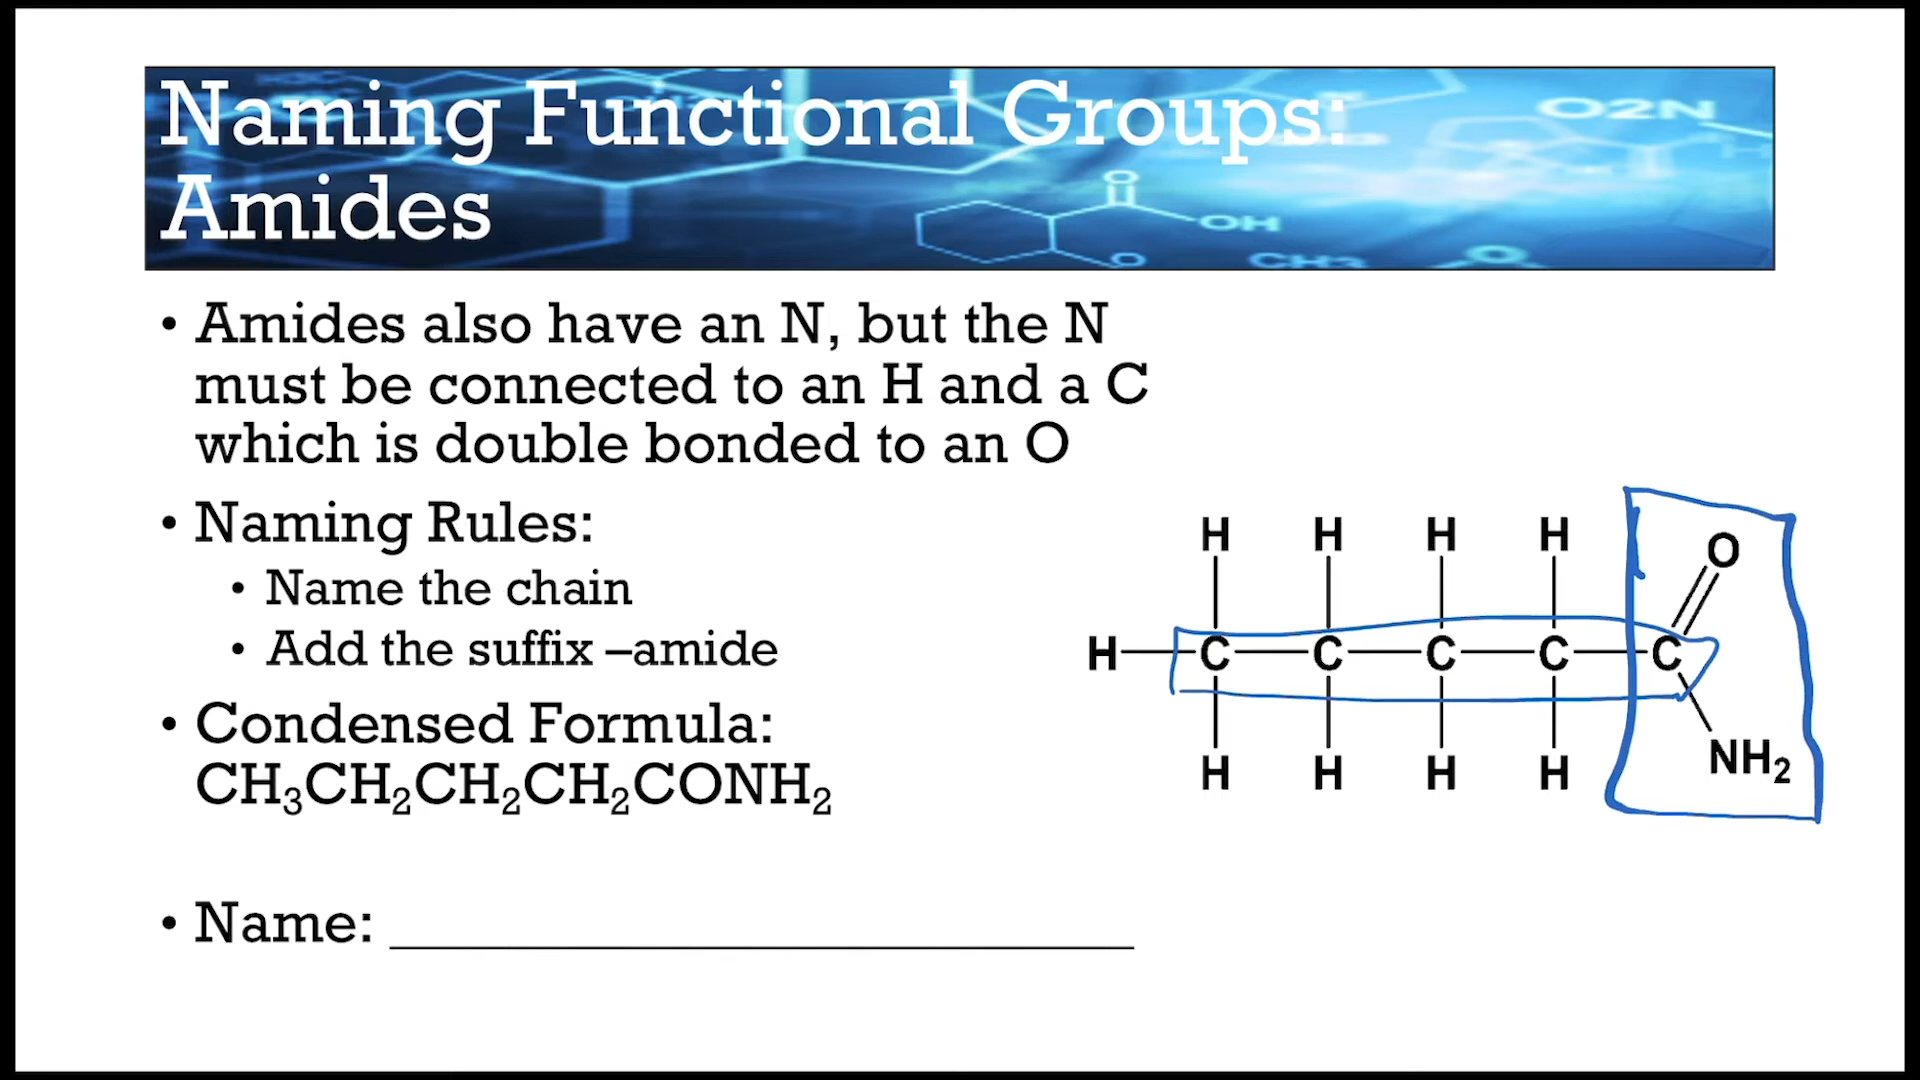 Naming Functional Groups:
Amides
O2N
O
OH
O
CH3
O
• Amides also have an N, but the N
must be connected to an H and a C
which is double bonded to an O
• Naming Rules:
• Name the chain
• Add the suffix –amide
• Condensed Formula:
CH₃CH₂CH₂CH₂CONH₂
• Name: ____________________
H H H H O
H C C C C C
H H H H NH₂